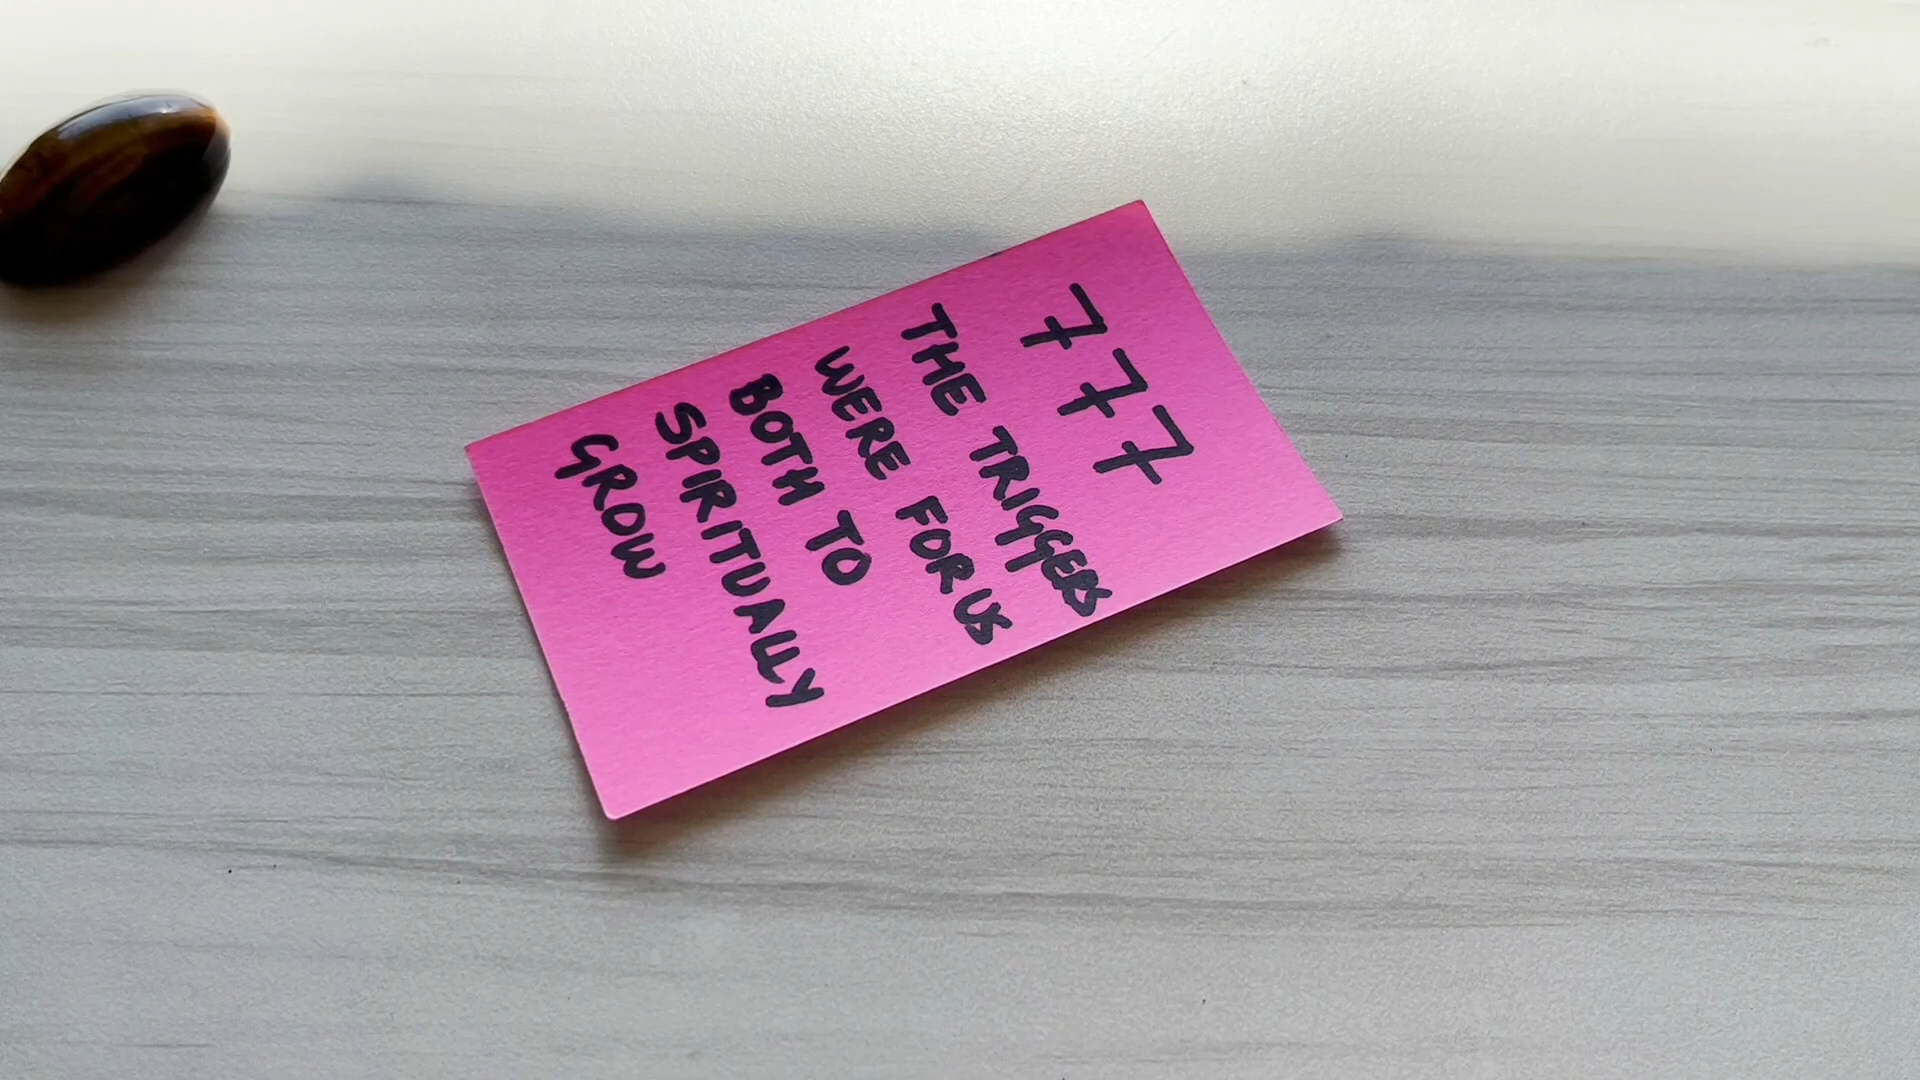 777
THE TRIGGERS
WERE FOR US
BOTH TO
SPIRITUALLY
GROW